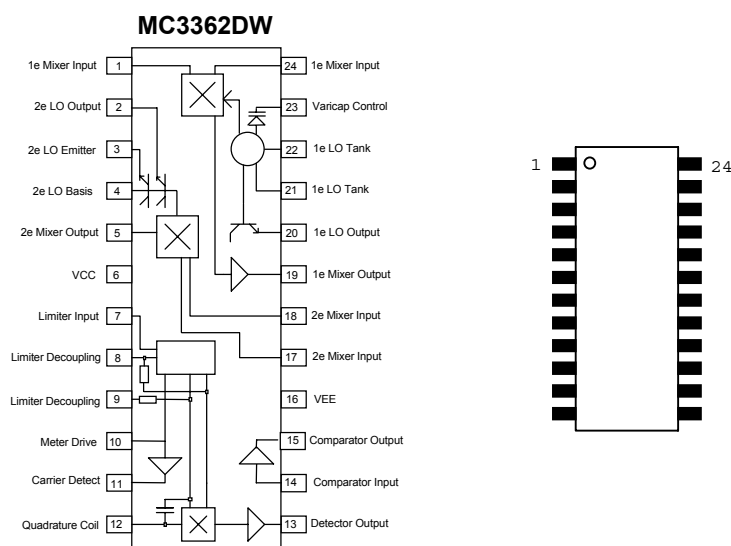 MC3362DW
1e Mixer Input 1 24 1e Mixer Input
2e LO Output 2 23 Varicap Control
2e LO Emitter 3 22 1e LO Tank
2e LO Basis 4 21 1e LO Tank
2e Mixer Output 5 20 1e LO Output
VCC 6 19 1e Mixer Output
Limiter Input 7 18 2e Mixer Input
Limiter Decoupling 8 17 2e Mixer Input
Limiter Decoupling 9 16 VEE
Meter Drive 10 15 Comparator Output
Carrier Detect 11 14 Comparator Input
Quadrature Coil 12 13 Detector Output
1 24